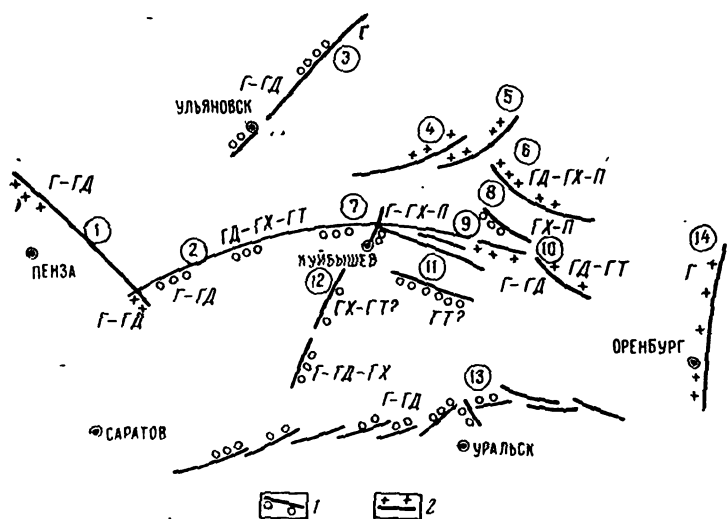 Г
3
Г-ГД
УЛЬЯНОВСК
5
4
6
Г-ГД
ГД-ГХ-П
7
8
ГД-ГХ-ГТ
Г-ГХ-П
1
9
ГХ-П
14
2
КУЙБЫШЕВ
10
Г
ПЕНЗА
Г-ГД
11
Г-ГД
ГД-ГТ
12
Г-ГД
ГХ-ГТ?
ГТ?
ОРЕНБУРГ
Г-ГД-ГХ
13
Г-ГД
САРАТОВ
УРАЛЬСК
1
2